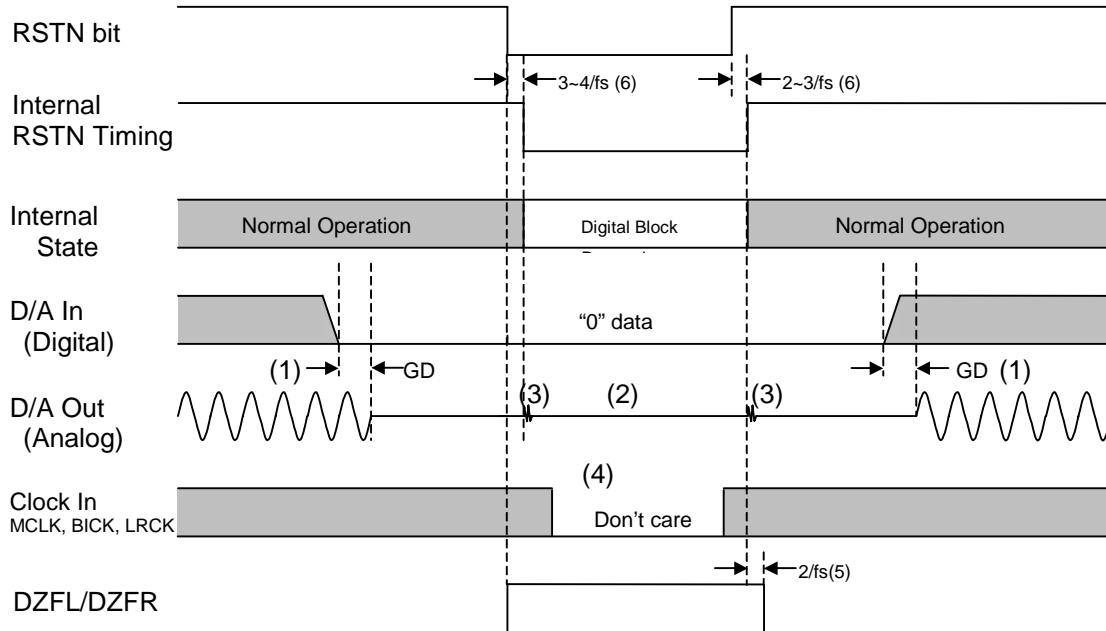 RSTN bit
3~4/fs (6)
2~3/fs (6)
Internal
RSTN Timing
Internal
State
Normal Operation
Digital Block
Normal Operation
D/A In
(Digital)
“0” data
(1)
GD
GD
(1)
D/A Out
(Analog)
(3)
(2)
(3)
(4)
Clock In
MCLK, BICK, LRCK
Don’t care
2/fs(5)
DZFL/DZFR